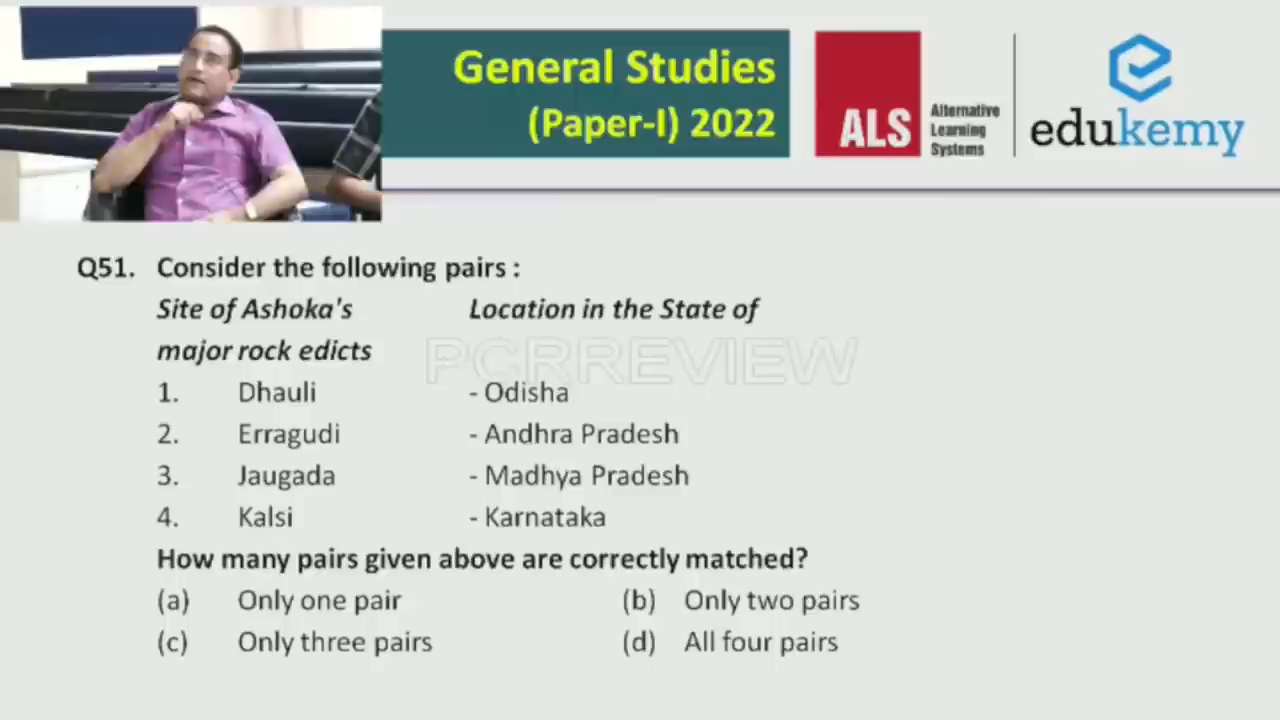 General Studies
(Paper-I) 2022
ALS
Alternative
Learning
Systems
edukemy
Q51. Consider the following pairs :
Site of Ashoka's Location in the State of
major rock edicts
PCRREVIEW
1. Dhauli - Odisha
2. Erragudi - Andhra Pradesh
3. Jaugada - Madhya Pradesh
4. Kalsi - Karnataka
How many pairs given above are correctly matched?
(a) Only one pair (b) Only two pairs
(c) Only three pairs (d) All four pairs